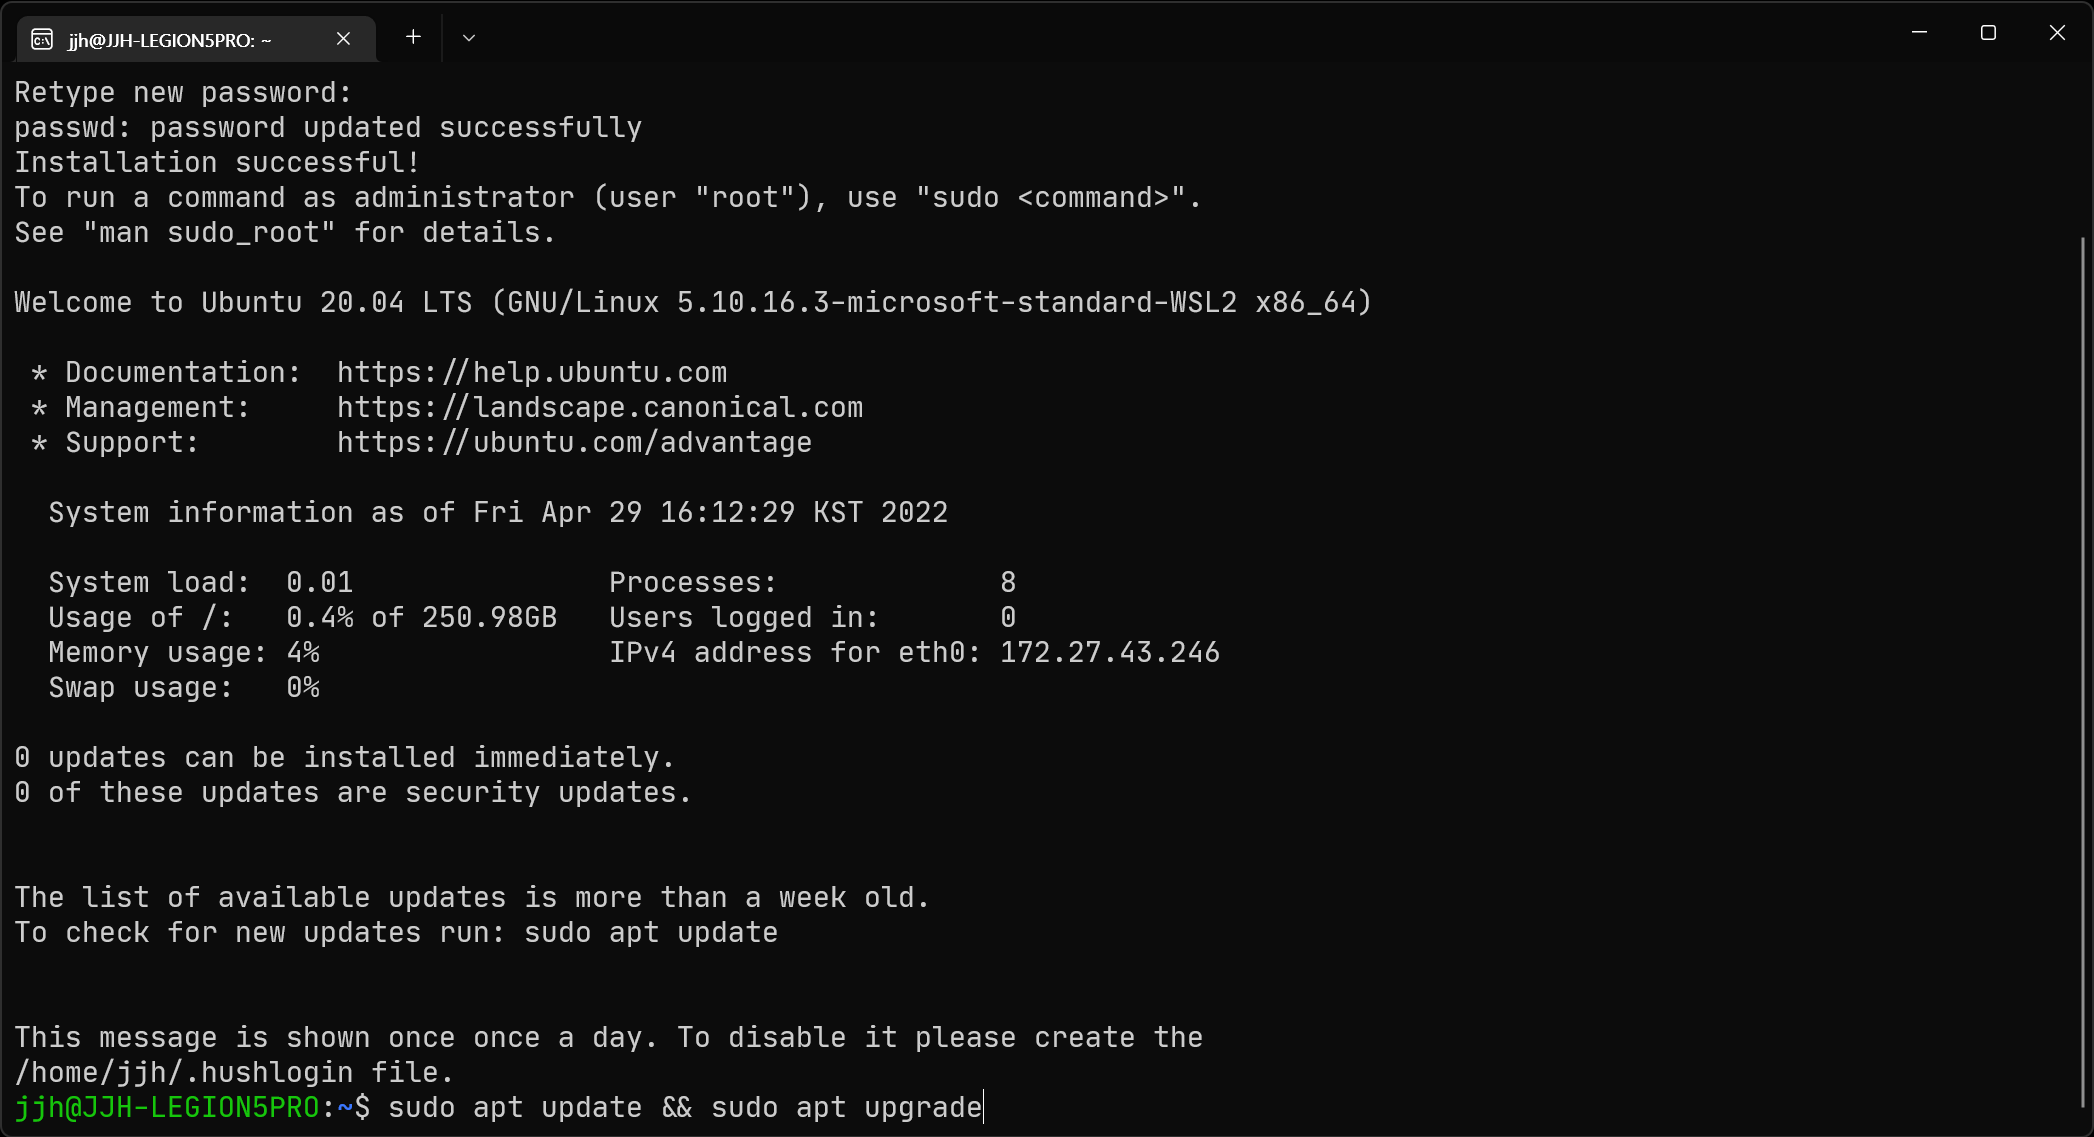 jjh@JJH-LEGION5PRO: ~
Retype new password:
passwd: password updated successfully
Installation successful!
To run a command as administrator (user "root"), use "sudo <command>".
See "man sudo_root" for details.
Welcome to Ubuntu 20.04 LTS (GNU/Linux 5.10.16.3-microsoft-standard-WSL2 x86_64)
* Documentation:  https://help.ubuntu.com
* Management:     https://landscape.canonical.com
* Support:        https://ubuntu.com/advantage
System information as of Fri Apr 29 16:12:29 KST 2022
System load:  0.01               Processes:             8
Usage of /:   0.4% of 250.98GB   Users logged in:       0
Memory usage: 4%                 IPv4 address for eth0: 172.27.43.246
Swap usage:   0%
0 updates can be installed immediately.
0 of these updates are security updates.
The list of available updates is more than a week old.
To check for new updates run: sudo apt update
This message is shown once once a day. To disable it please create the
/home/jjh/.hushlogin file.
jjh@JJH-LEGION5PRO:~$ sudo apt update && sudo apt upgrade